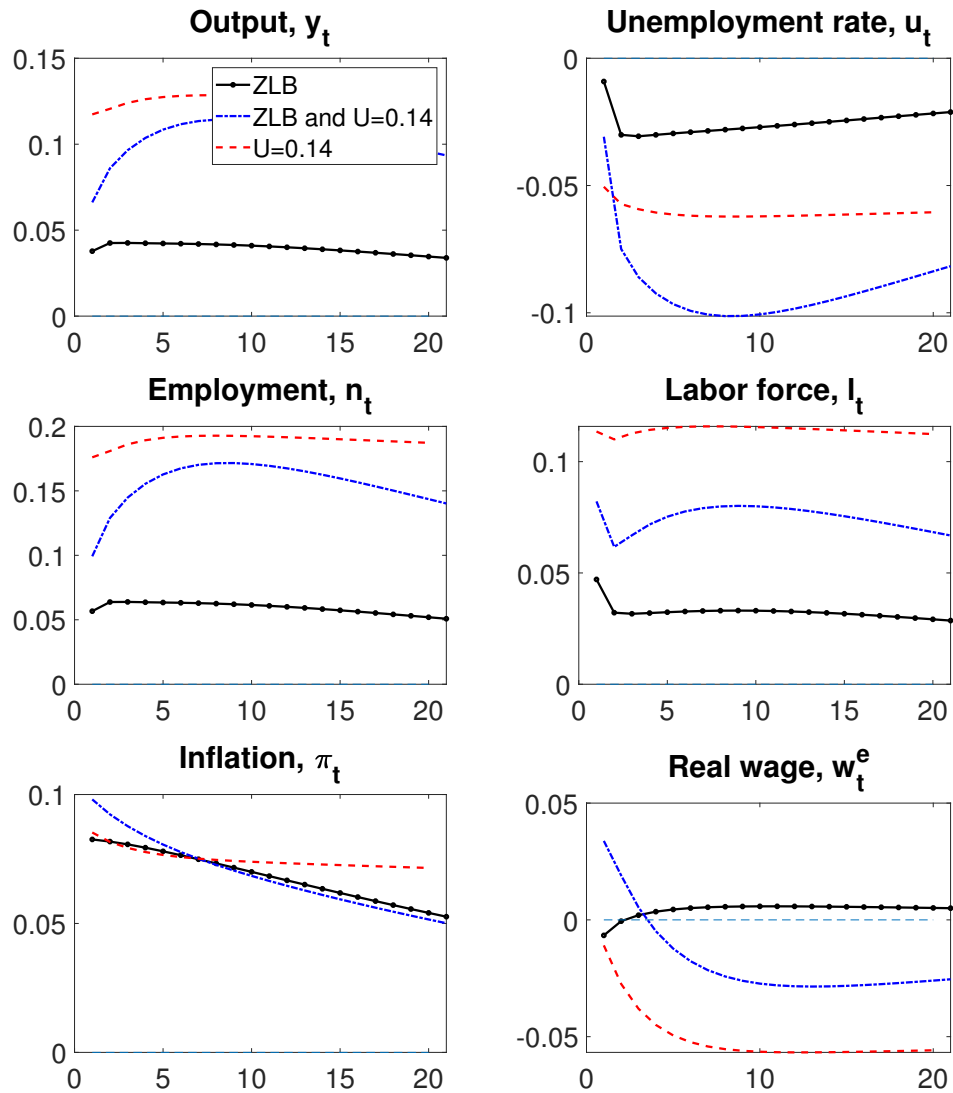 Output, y_t
0.15
0.1
0.05
0
0 5 10 15 20
ZLB
ZLB and U=0.14
U=0.14
Unemployment rate, u_t
0
-0.05
-0.1
0 10 20
Employment, n_t
0.2
0.15
0.1
0.05
0
0 5 10 15 20
Labor force, l_t
0.1
0.05
0
0 5 10 15 20
Inflation, π_t
0.1
0.05
0
0 5 10 15 20
Real wage, w_t^e
0.05
0
-0.05
0 10 20